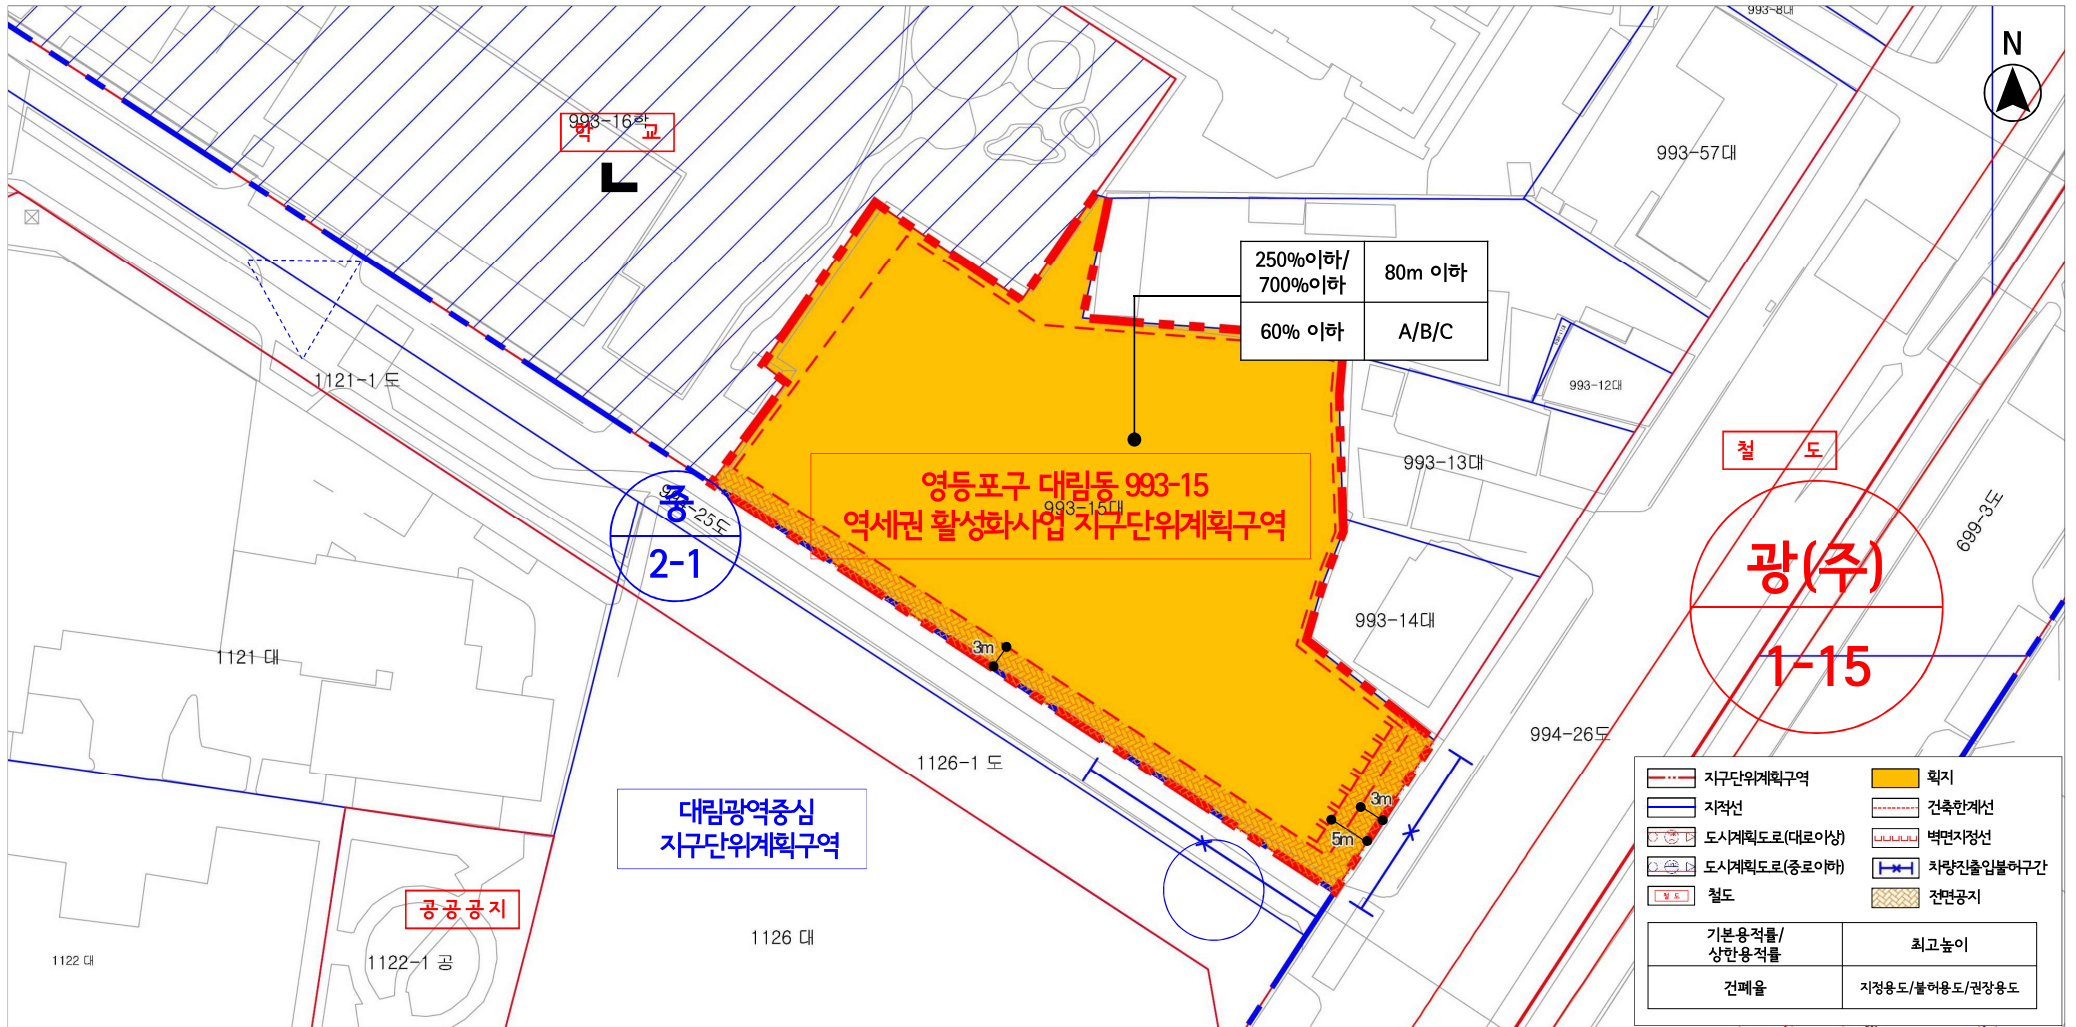 993-8대
N
993-16학
학 교
ㄴ
993-57대
250%이하/
700%이하
80m 이하
60% 이하
A/B/C
1121-1 도
993-12대
철 도
993-13대
영등포구 대림동 993-15
993-15대
역세권 활성화사업 지구단위계획구역
중
2-1
699-3도
광(주)
1-15
993-14대
3m
1121 대
994-26도
1126-1 도
3m
5m
대림광역중심
지구단위계획구역
공공공지
1126 대
1122 대
1122-1 공
지구단위계획구역
획지
지적선
건축한계선
도시계획도로(대로이상)
벽면지정선
도시계획도로(중로이하)
차량진출입불허구간
철도
철도
전면공지
기본용적률/
상한용적률
최고높이
건폐율
지정용도/불허용도/권장용도